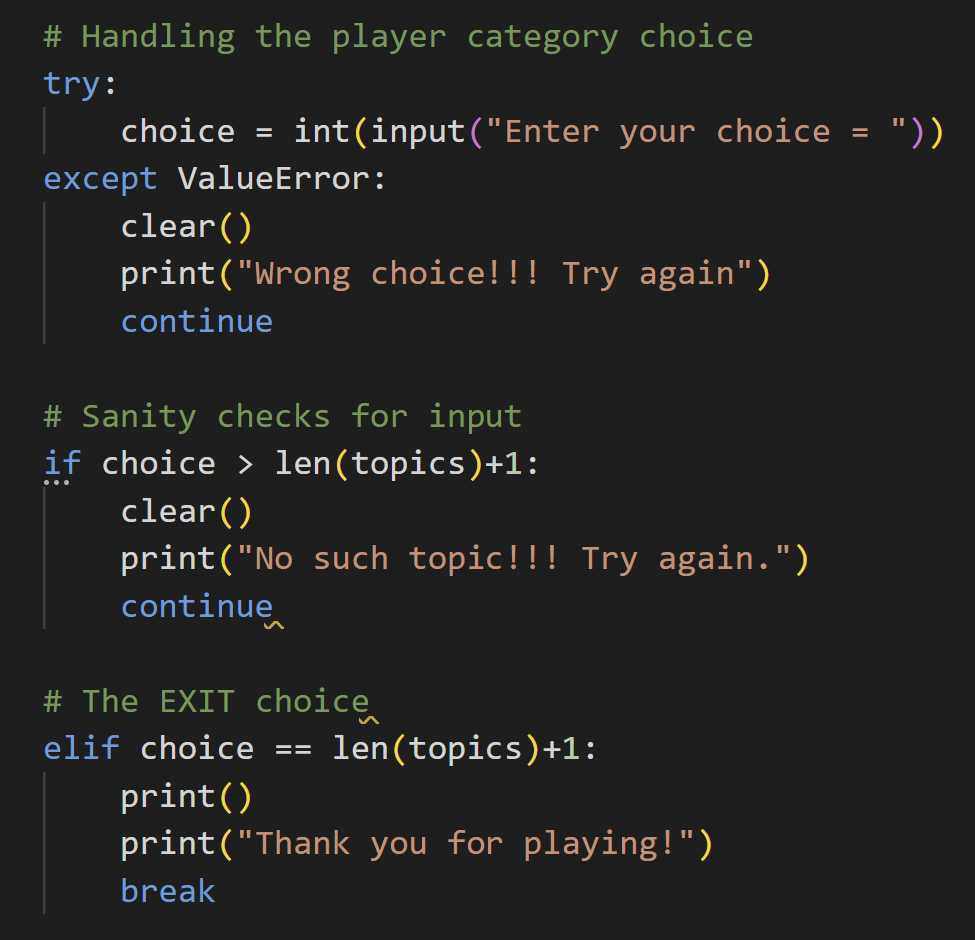 # Handling the player category choice
try:
    choice = int(input("Enter your choice = "))
except ValueError:
    clear()
    print("Wrong choice!!! Try again")
    continue

# Sanity checks for input
if choice > len(topics)+1:
    clear()
    print("No such topic!!! Try again.")
    continue

# The EXIT choice
elif choice == len(topics)+1:
    print()
    print("Thank you for playing!")
    break